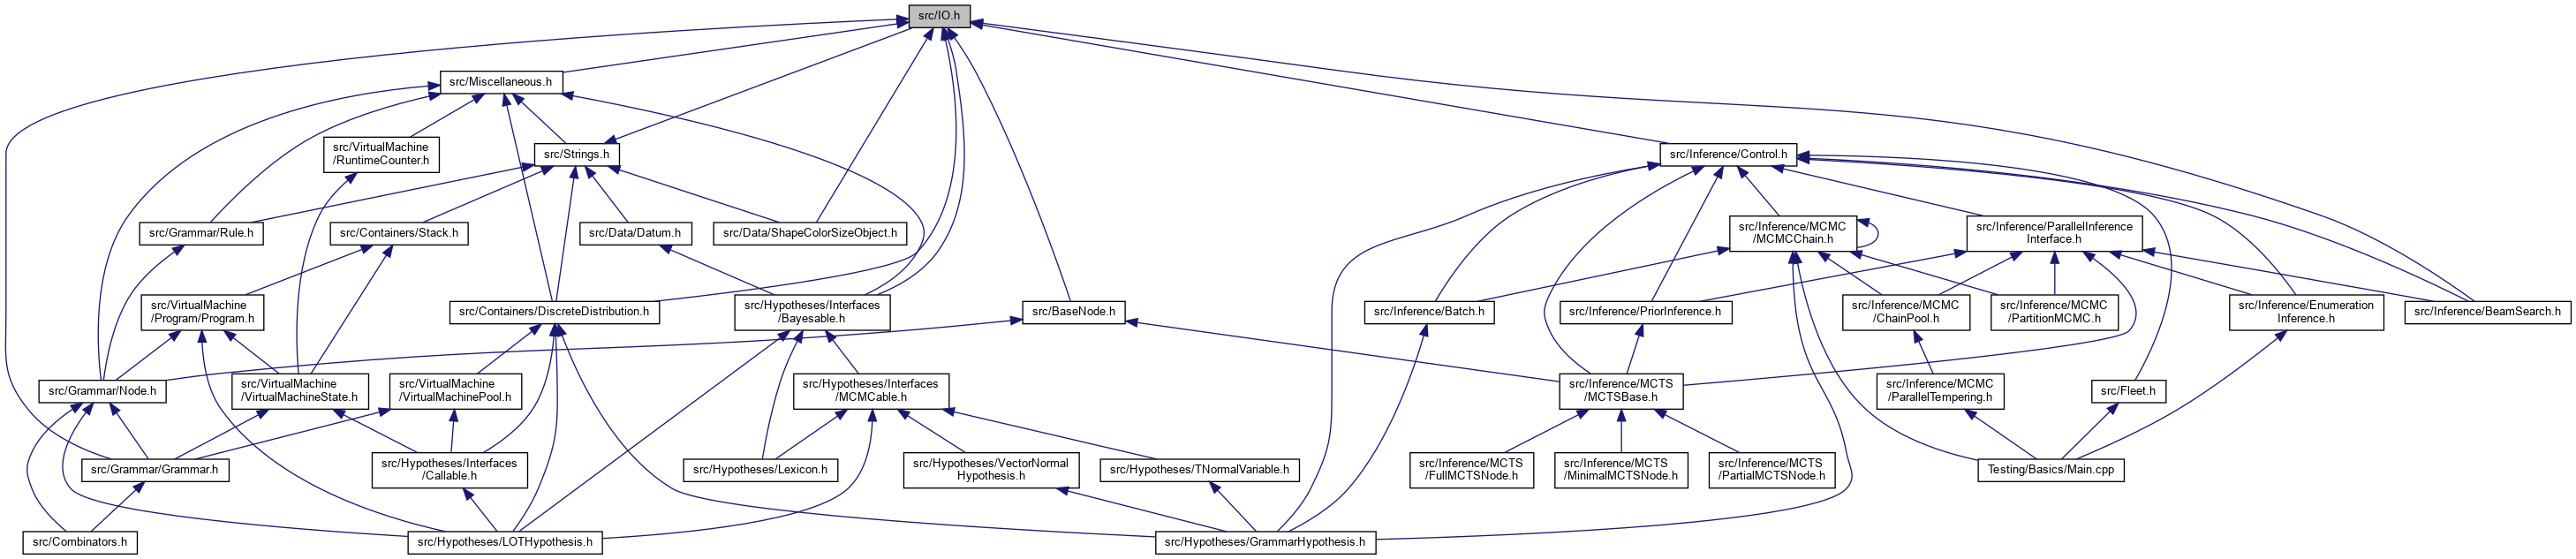 src/IO.h
src/Miscellaneous.h
src/VirtualMachine
/RuntimeCounter.h
src/Strings.h
src/Inference/Control.h
src/Grammar/Rule.h
src/Containers/Stack.h
src/Data/Datum.h
src/Data/ShapeColorSizeObject.h
src/Inference/MCMC
/MCMCChain.h
src/Inference/ParallelInference
Interface.h
src/VirtualMachine
/Program/Program.h
src/Containers/DiscreteDistribution.h
src/Hypotheses/Interfaces
/Bayesable.h
src/BaseNode.h
src/Inference/Batch.h
src/Inference/PriorInference.h
src/Inference/MCMC
/ChainPool.h
src/Inference/MCMC
/PartitionMCMC.h
src/Inference/Enumeration
Inference.h
src/Inference/BeamSearch.h
src/Grammar/Node.h
src/VirtualMachine
/VirtualMachineState.h
src/VirtualMachine
/VirtualMachinePool.h
src/Hypotheses/Interfaces
/MCMCable.h
src/Inference/MCTS
/MCTSBase.h
src/Inference/MCMC
/ParallelTempering.h
src/Fleet.h
src/Grammar/Grammar.h
src/Hypotheses/Interfaces
/Callable.h
src/Hypotheses/Lexicon.h
src/Hypotheses/VectorNormal
Hypothesis.h
src/Hypotheses/TNormalVariable.h
src/Inference/MCTS
/FullMCTSNode.h
src/Inference/MCTS
/MinimalMCTSNode.h
src/Inference/MCTS
/PartialMCTSNode.h
Testing/Basics/Main.cpp
src/Combinators.h
src/Hypotheses/LOTHypothesis.h
src/Hypotheses/GrammarHypothesis.h